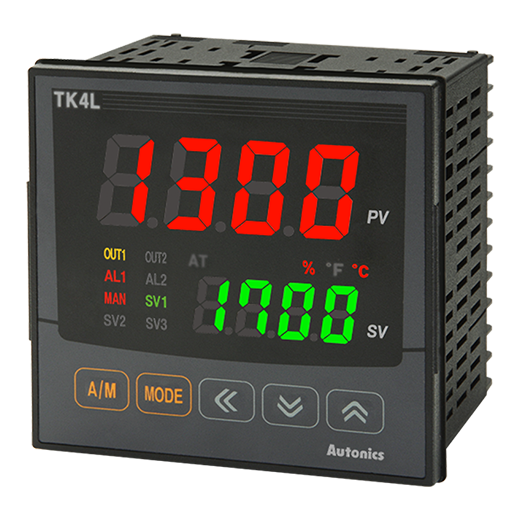 TK4L
1300 PV
OUT1 OUT2 AT % °F °C
AL1 AL2
MAN SV1
SV2 SV3
1700 SV
A/M MODE
Autonics